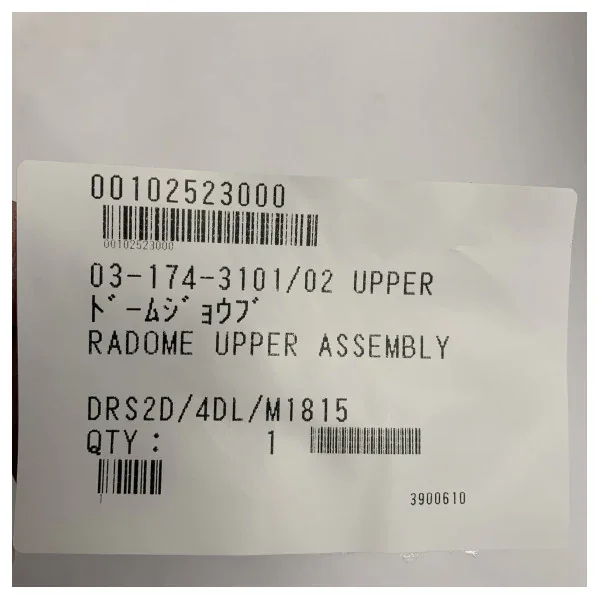 00102523000
00102523000
03-174-3101/02 UPPER
ﾄﾞｰﾑｼﾞｮｳﾌﾞ
RADOME UPPER ASSEMBLY
DRS2D/4DL/M1815
QTY : 1
3900610